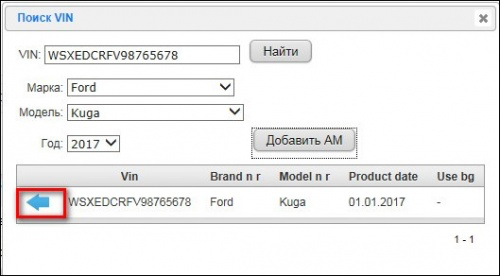 Поиск VIN
VIN: WSXEDCRFV98765678 Найти
Марка: Ford
Модель: Kuga
Год: 2017 Добавить АМ
Vin Brand n r Model n r Product date Use bg
WSXEDCRFV98765678 Ford Kuga 01.01.2017 -
1 - 1